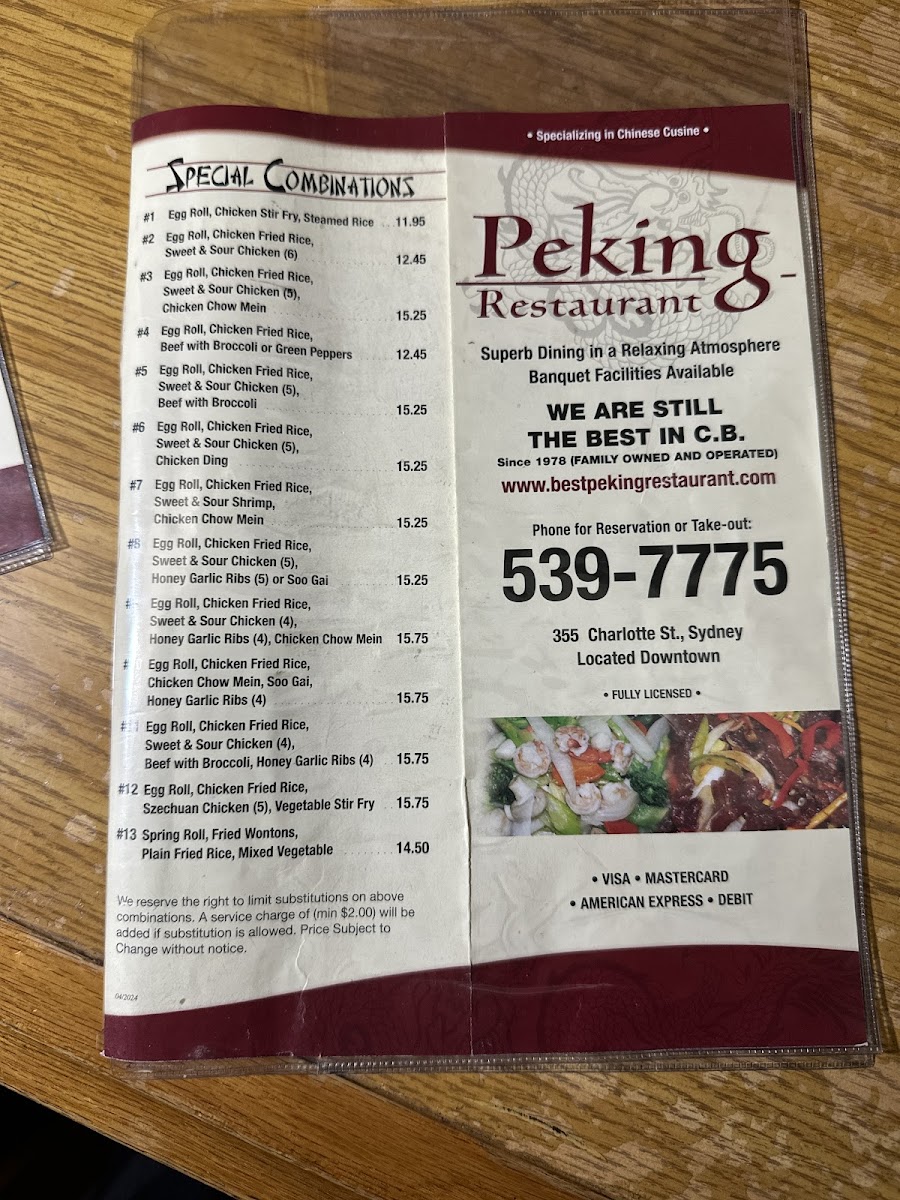 SPECIAL COMBINATIONS
#1 Egg Roll, Chicken Stir Fry, Steamed Rice ... 11.95
#2 Egg Roll, Chicken Fried Rice,
Sweet & Sour Chicken (6) 12.45
#3 Egg Roll, Chicken Fried Rice,
Sweet & Sour Chicken (5),
Chicken Chow Mein 15.25
#4 Egg Roll, Chicken Fried Rice,
Beef with Broccoli or Green Peppers 12.45
#5 Egg Roll, Chicken Fried Rice,
Sweet & Sour Chicken (5),
Beef with Broccoli 15.25
#6 Egg Roll, Chicken Fried Rice,
Sweet & Sour Chicken (5),
Chicken Ding 15.25
#7 Egg Roll, Chicken Fried Rice,
Sweet & Sour Shrimp,
Chicken Chow Mein 15.25
#8 Egg Roll, Chicken Fried Rice,
Sweet & Sour Chicken (5),
Honey Garlic Ribs (5) or Soo Gai 15.25
Egg Roll, Chicken Fried Rice,
Sweet & Sour Chicken (4),
Honey Garlic Ribs (4), Chicken Chow Mein 15.75
Egg Roll, Chicken Fried Rice,
Chicken Chow Mein, Soo Gai,
Honey Garlic Ribs (4) 15.75
#11 Egg Roll, Chicken Fried Rice,
Sweet & Sour Chicken (4),
Beef with Broccoli, Honey Garlic Ribs (4) 15.75
#12 Egg Roll, Chicken Fried Rice,
Szechuan Chicken (5), Vegetable Stir Fry 15.75
#13 Spring Roll, Fried Wontons,
Plain Fried Rice, Mixed Vegetable 14.50
We reserve the right to limit substitutions on above
combinations. A service charge of (min $2.00) will be
added if substitution is allowed. Price Subject to
Change without notice.
04/2024
• Specializing in Chinese Cusine •
Peking
Restaurant
Superb Dining in a Relaxing Atmosphere
Banquet Facilities Available
WE ARE STILL
THE BEST IN C.B.
Since 1978 (FAMILY OWNED AND OPERATED)
www.bestpekingrestaurant.com
Phone for Reservation or Take-out:
539-7775
355 Charlotte St., Sydney
Located Downtown
• FULLY LICENSED •
• VISA • MASTERCARD
• AMERICAN EXPRESS • DEBIT